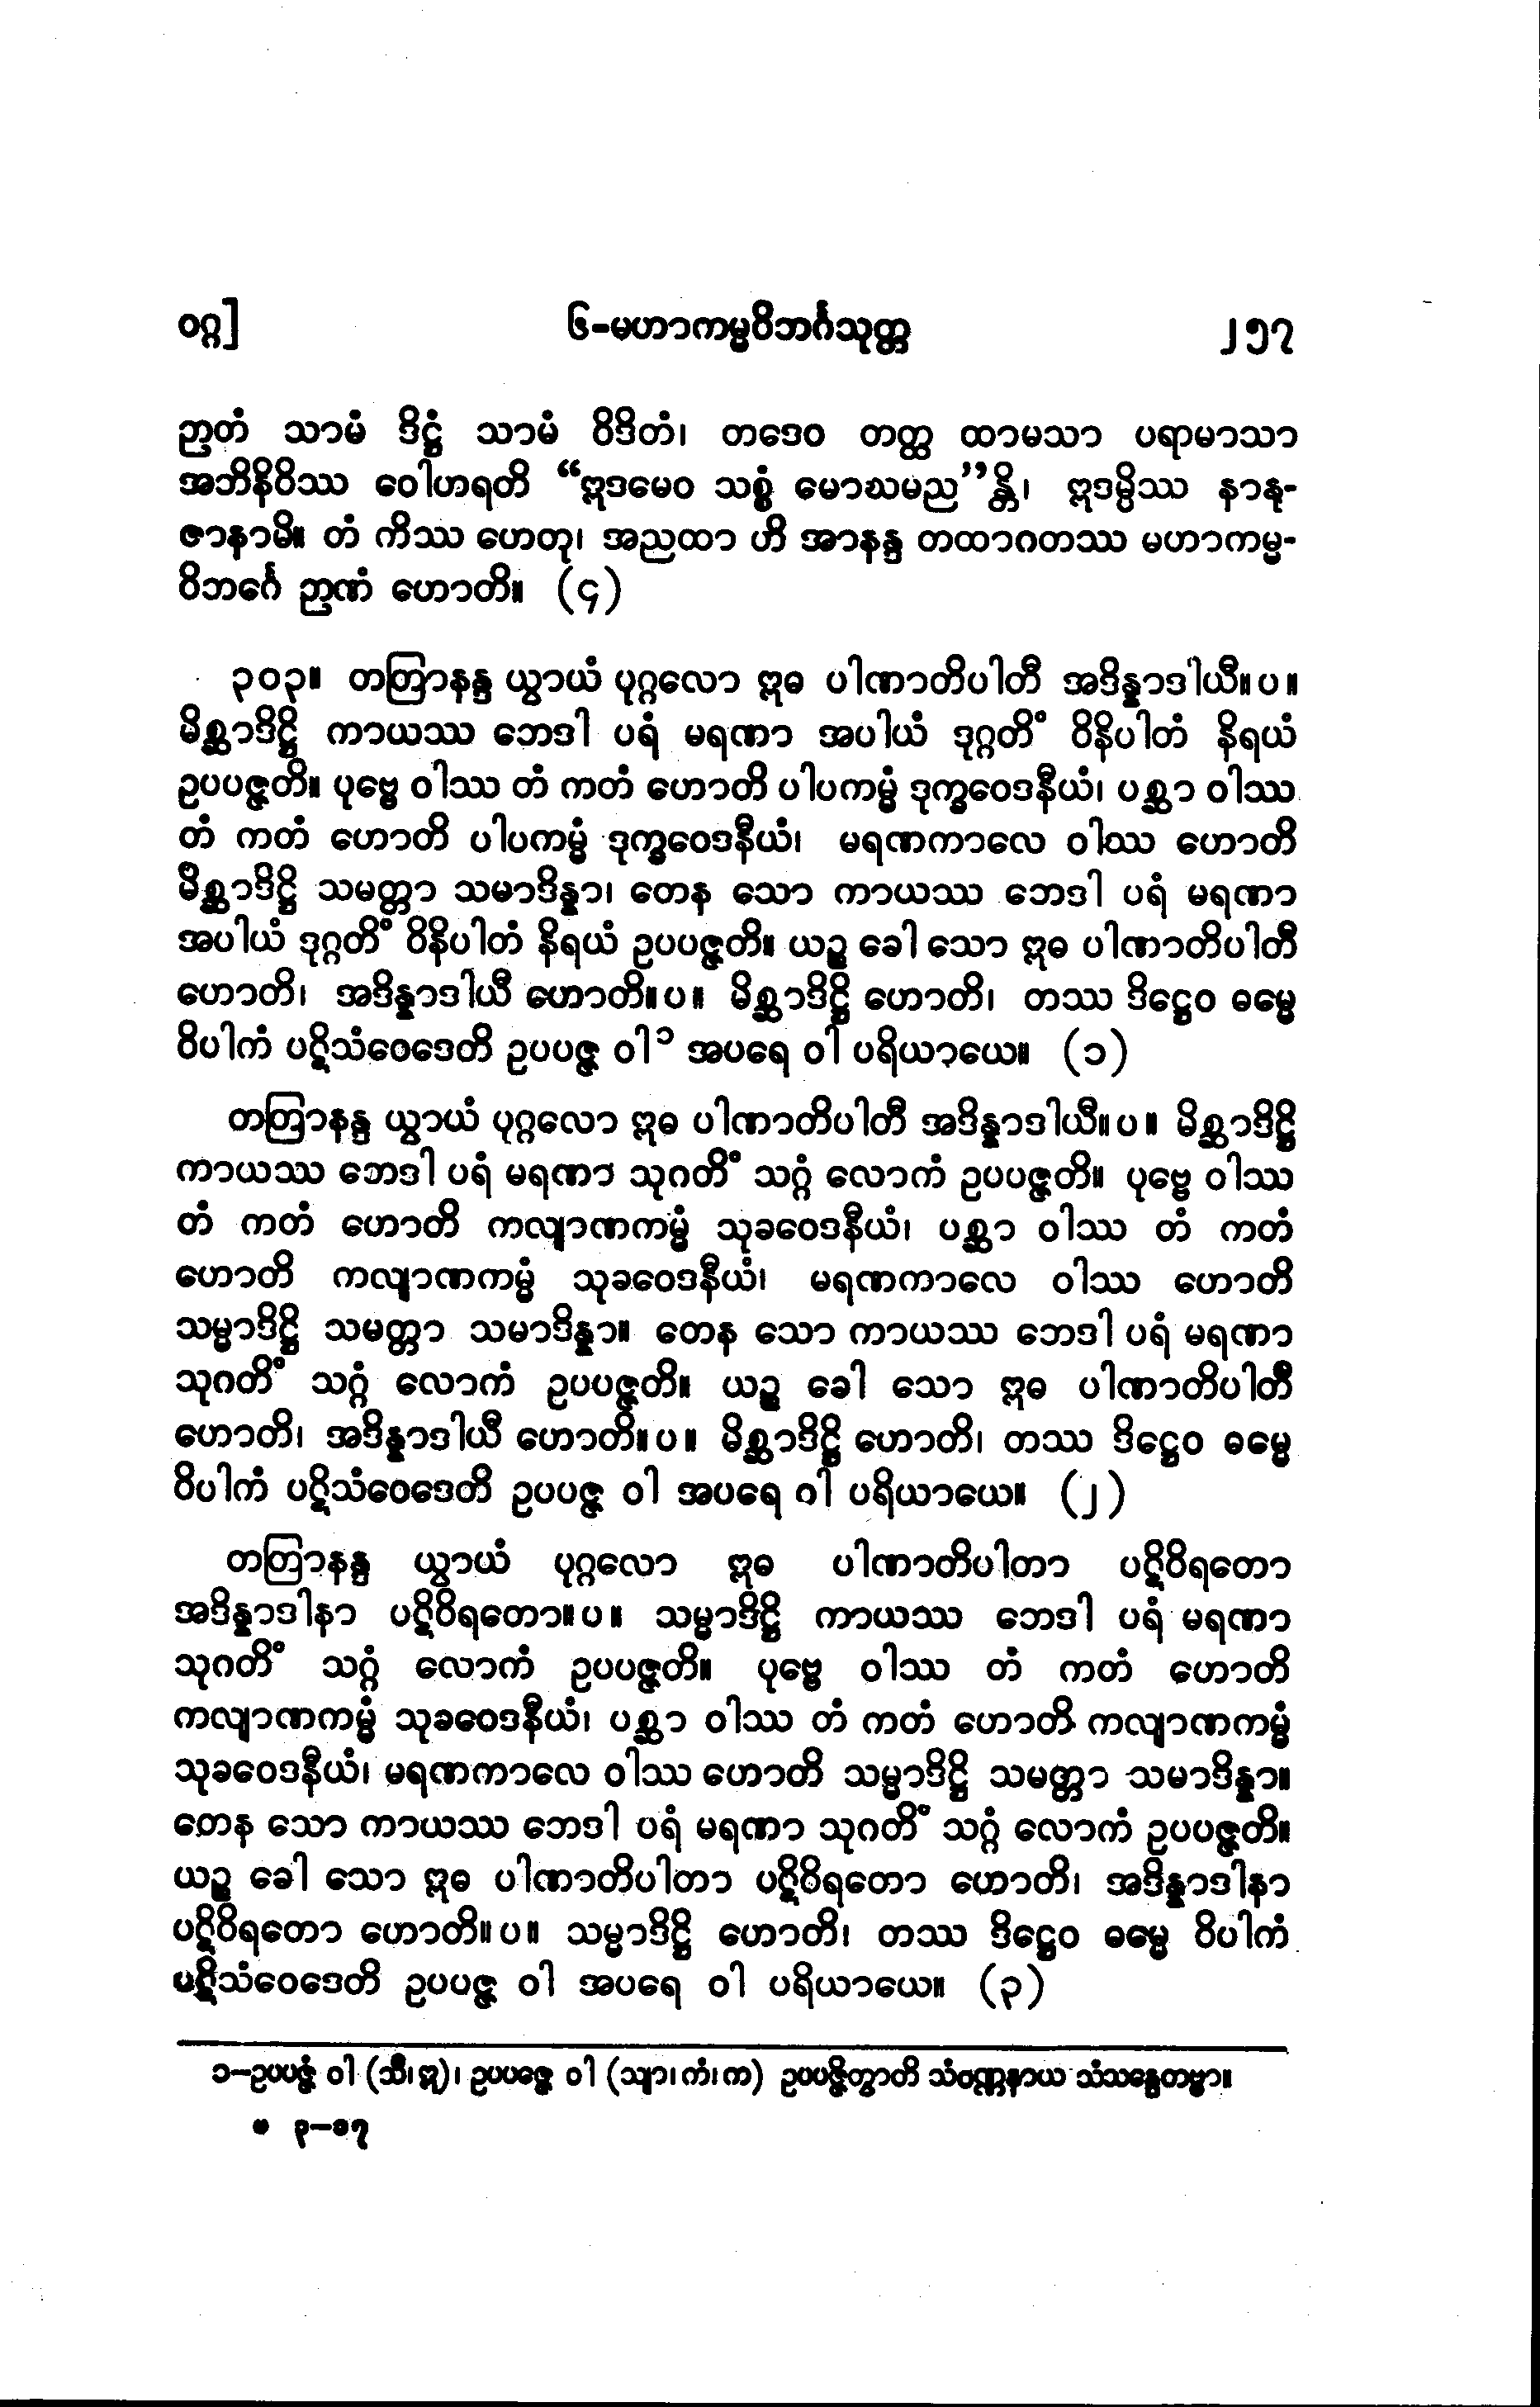 ဝဂ္ဂ] ၆-မဟာကမ္မဝိဘင်္ဂသုတ္တ ၂၅၇
ဉာတံ သာမံ ဒိဋ္ဌံ သာမံ ဝိဒိတံ၊ တဒေဝ တတ္ထ ထာမသာ ပရာမာသာ
အဘိနိဝိဿ ဝေါဟရတိ “ဣဒမေဝ သစ္စံ မောဃမည”န္တိ၊ ဣဒမ္ပိဿ နာနု-
ဇာနာမိ။ တံ ကိဿ ဟေတု၊ အညထာ ဟိ အာနန္ဒ တထာဂတဿ မဟာကမ္မ-
ဝိဘင်္ဂေ ဉာဏံ ဟောတိ။ (၄)
၃၀၃။ တတြာနန္ဒ ယွာယံ ပုဂ္ဂလော ဣဓ ပါဏာတိပါတီ အဒိန္နာဒါယီ။ပ။
မိစ္ဆာဒိဋ္ဌိ ကာယဿ ဘေဒါ ပရံ မရဏာ အပါယံ ဒုဂ္ဂတိံ ဝိနိပါတံ နိရယံ
ဥပပဇ္ဇတိ။ ပုဗ္ဗေ ဝါဿ တံ ကတံ ဟောတိ ပါပကမ္မံ ဒုက္ခဝေဒနီယံ၊ ပစ္ဆာ ဝါဿ
တံ ကတံ ဟောတိ ပါပကမ္မံ ဒုက္ခဝေဒနီယံ၊ မရဏကာလေ ဝါဿ ဟောတိ
မိစ္ဆာဒိဋ္ဌိ သမတ္တာ သမာဒိန္နာ၊ တေန သော ကာယဿ ဘေဒါ ပရံ မရဏာ
အပါယံ ဒုဂ္ဂတိံ ဝိနိပါတံ နိရယံ ဥပပဇ္ဇတိ။ ယဉ္စ ခေါ သော ဣဓ ပါဏာတိပါတီ
ဟောတိ၊ အဒိန္နာဒါယီ ဟောတိ။ပ။ မိစ္ဆာဒိဋ္ဌိ ဟောတိ၊ တဿ ဒိဋ္ဌေဝ ဓမ္မေ
ဝိပါကံ ပဋိသံဝေဒေတိ ဥပပဇ္ဇ ဝါ၁ အပရေ ဝါ ပရိယာယေ။ (၁)
တတြာနန္ဒ ယွာယံ ပုဂ္ဂလော ဣဓ ပါဏာတိပါတီ အဒိန္နာဒါယီ။ပ။ မိစ္ဆာဒိဋ္ဌိ
ကာယဿ ဘေဒါ ပရံ မရဏာ သုဂတိံ သဂ္ဂံ လောကံ ဥပပဇ္ဇတိ။ ပုဗ္ဗေ ဝါဿ
တံ ကတံ ဟောတိ ကလျာဏကမ္မံ သုခဝေဒနီယံ၊ ပစ္ဆာ ဝါဿ တံ ကတံ
ဟောတိ ကလျာဏကမ္မံ သုခဝေဒနီယံ၊ မရဏကာလေ ဝါဿ ဟောတိ
သမ္မာဒိဋ္ဌိ သမတ္တာ သမာဒိန္နာ။ တေန သော ကာယဿ ဘေဒါ ပရံ မရဏာ
သုဂတိံ သဂ္ဂံ လောကံ ဥပပဇ္ဇတိ။ ယဉ္စ ခေါ သော ဣဓ ပါဏာတိပါတီ
ဟောတိ၊ အဒိန္နာဒါယီ ဟောတိ။ပ။ မိစ္ဆာဒိဋ္ဌိ ဟောတိ၊ တဿ ဒိဋ္ဌေဝ ဓမ္မေ
ဝိပါကံ ပဋိသံဝေဒေတိ ဥပပဇ္ဇ ဝါ အပရေ ဝါ ပရိယာယေ။ (၂)
တတြာနန္ဒ ယွာယံ ပုဂ္ဂလော ဣဓ ပါဏာတိပါတာ ပဋိဝိရတော
အဒိန္နာဒါနာ ပဋိဝိရတော။ပ။ သမ္မာဒိဋ္ဌိ ကာယဿ ဘေဒါ ပရံ မရဏာ
သုဂတိံ သဂ္ဂံ လောကံ ဥပပဇ္ဇတိ။ ပုဗ္ဗေ ဝါဿ တံ ကတံ ဟောတိ
ကလျာဏကမ္မံ သုခဝေဒနီယံ၊ ပစ္ဆာ ဝါဿ တံ ကတံ ဟောတိ ကလျာဏကမ္မံ
သုခဝေဒနီယံ၊ မရဏကာလေ ဝါဿ ဟောတိ သမ္မာဒိဋ္ဌိ သမတ္တာ သမာဒိန္နာ။
တေန သော ကာယဿ ဘေဒါ ပရံ မရဏာ သုဂတိံ သဂ္ဂံ လောကံ ဥပပဇ္ဇတိ။
ယဉ္စ ခေါ သော ဣဓ ပါဏာတိပါတာ ပဋိဝိရတော ဟောတိ၊ အဒိန္နာဒါနာ
ပဋိဝိရတော ဟောတိ။ပ။ သမ္မာဒိဋ္ဌိ ဟောတိ၊ တဿ ဒိဋ္ဌေဝ ဓမ္မေ ဝိပါကံ
ပဋိသံဝေဒေတိ ဥပပဇ္ဇ ဝါ အပရေ ဝါ ပရိယာယေ။ (၃)
၁-ဥပပဇ္ဇံ ဝါ (သီ၊ဣ)၊ ဥပပဇ္ဇေ ဝါ (သျာ၊ကံ၊က) ဥပပဇ္ဇိတွာတိ သံဝဏ္ဏနာယ သံသန္ဒေတဗ္ဗာ။
မ ၃-၁၇